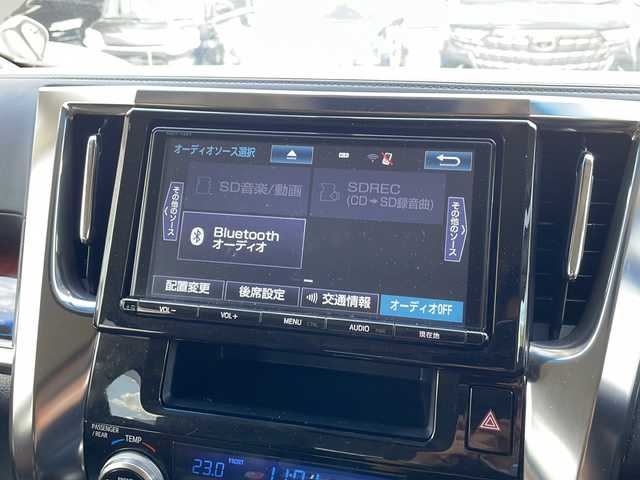 オーディオソース選択
その他のソース
SD音楽/動画
SDREC
(CD➡SD録音曲)
その他のソース
Bluetooth
オーディオ
配置変更
後席設定
交通情報
オーディオOFF
VOL−
VOL+
MENU
AUDIO
現在地
PASSENGER
/REAR
TEMP
23.0
FRONT